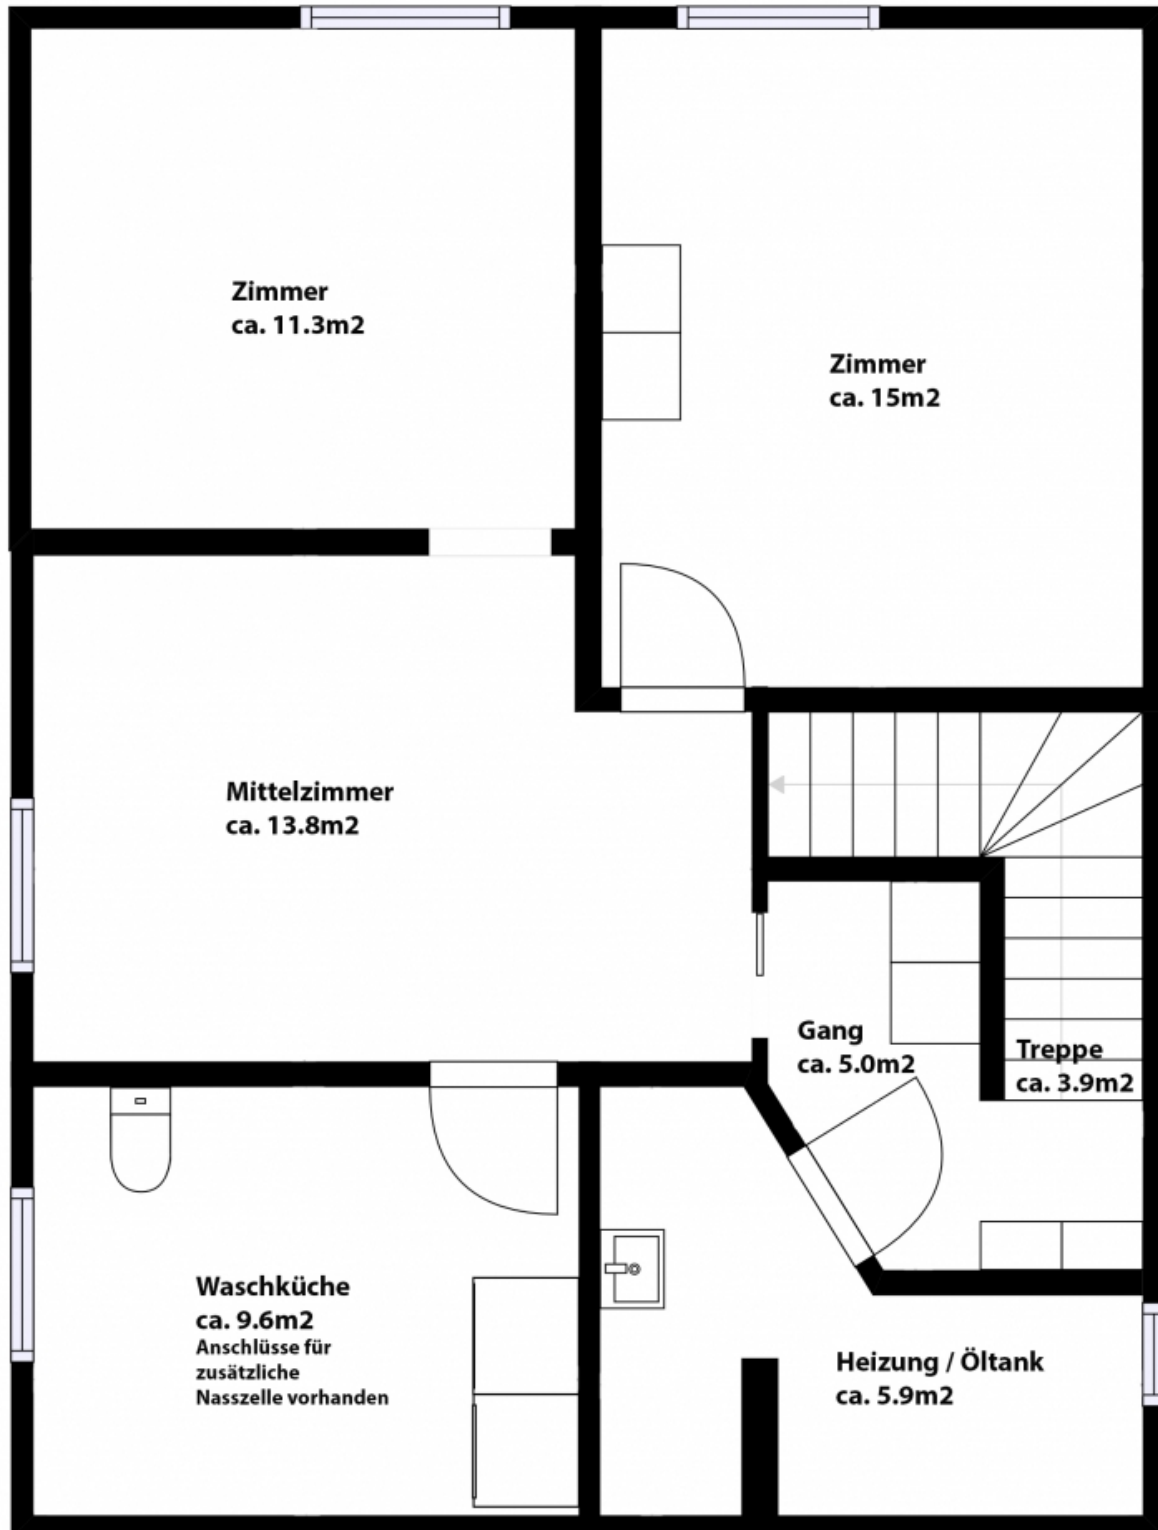 Zimmer
ca. 11.3m2
Zimmer
ca. 15m2
Mittelzimmer
ca. 13.8m2
Gang
ca. 5.0m2
Treppe
ca. 3.9m2
Waschküche
ca. 9.6m2
Anschlüsse für
zusätzliche
Nasszelle vorhanden
Heizung / Öltank
ca. 5.9m2